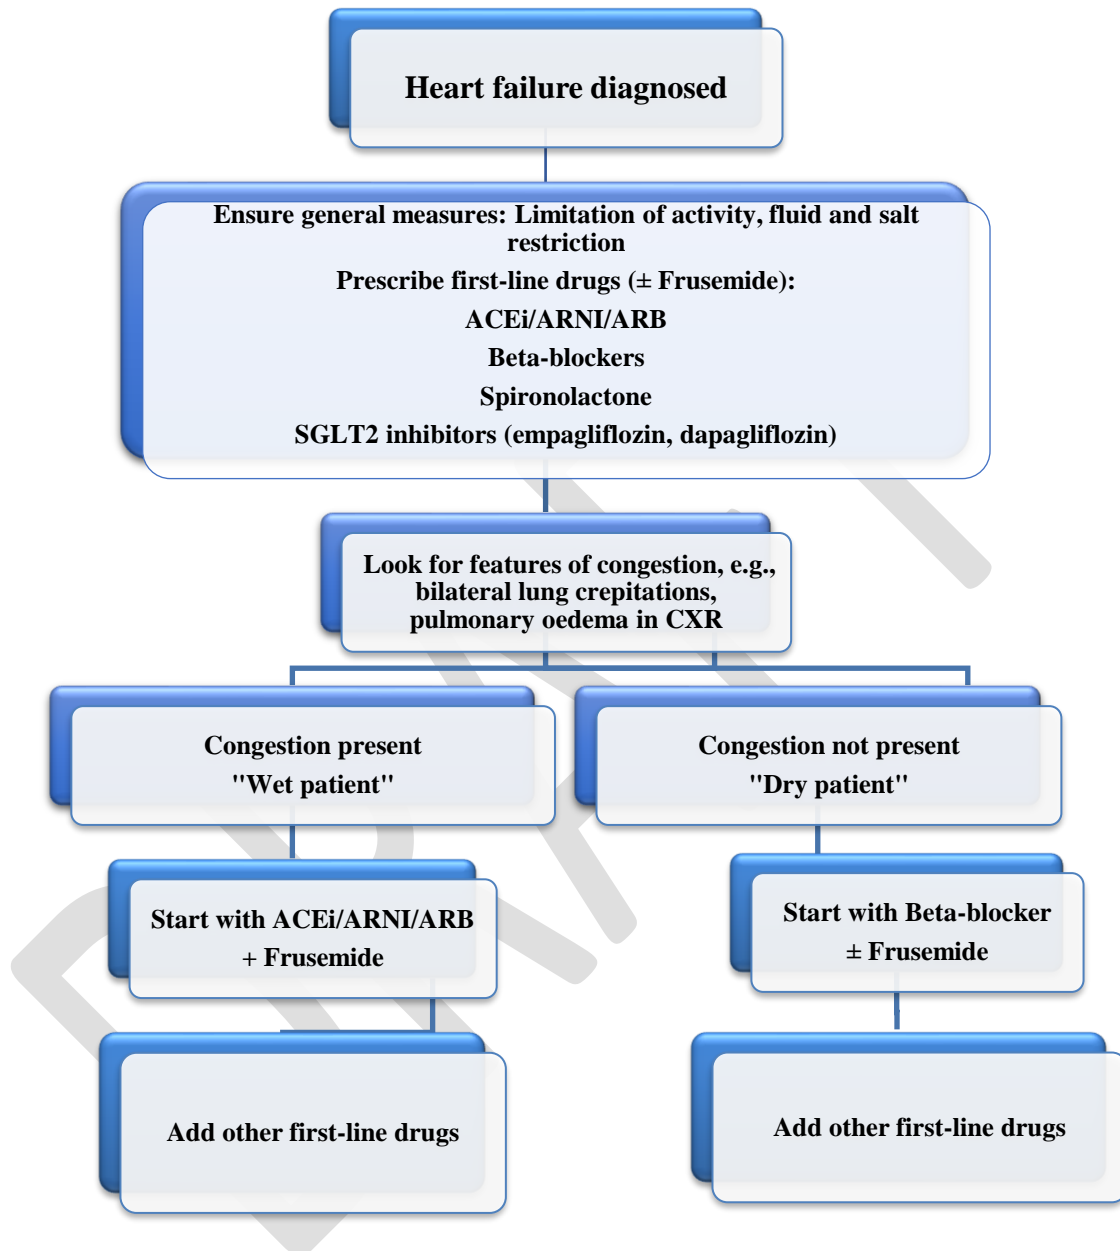 Heart failure diagnosed
Ensure general measures: Limitation of activity, fluid and salt
restriction
Prescribe first-line drugs (± Frusemide):
ACEi/ARNI/ARB
Beta-blockers
Spironolactone
SGLT2 inhibitors (empagliflozin, dapagliflozin)
Look for features of congestion, e.g.,
bilateral lung crepitations,
pulmonary oedema in CXR
Congestion present
"Wet patient"
Congestion not present
"Dry patient"
Start with ACEi/ARNI/ARB
+ Frusemide
Start with Beta-blocker
± Frusemide
Add other first-line drugs
Add other first-line drugs